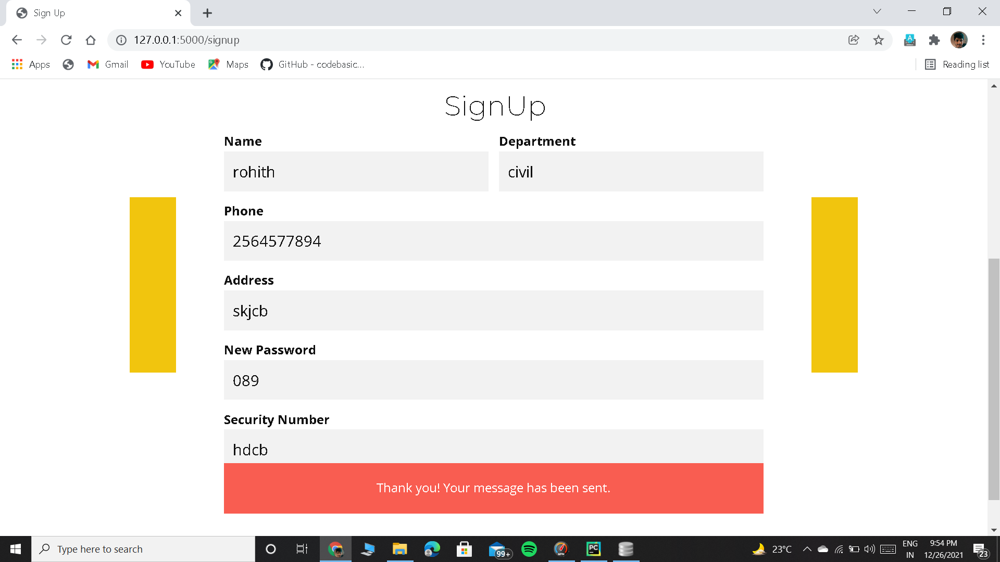 Sign Up
127.0.0.1:5000/signup
Apps
Gmail
YouTube
Maps
GitHub - codebasic...
Reading list
SignUp
Name
Department
rohith
civil
Phone
2564577894
Address
skjcb
New Password
089
Security Number
hdcb
Thank you! Your message has been sent.
Type here to search
99+
PC
23°C
ENG
IN
9:54 PM
12/26/2021
23